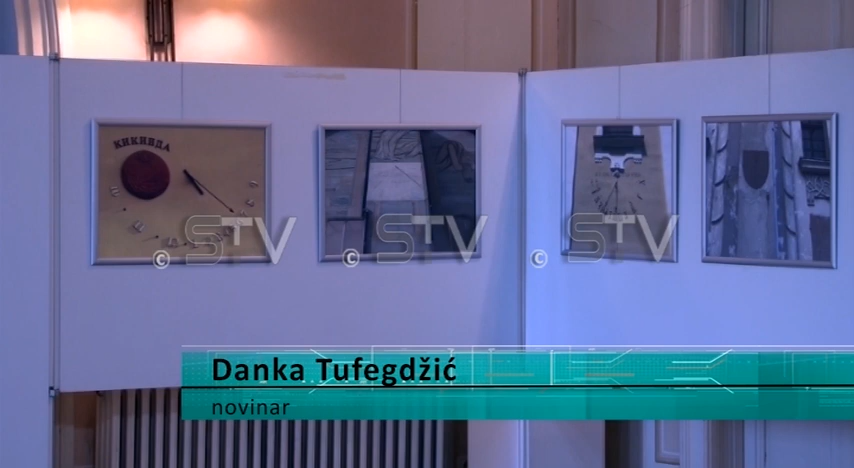 КИКИНДА
© STV © STV © STV
Danka Tufegdžić
novinar